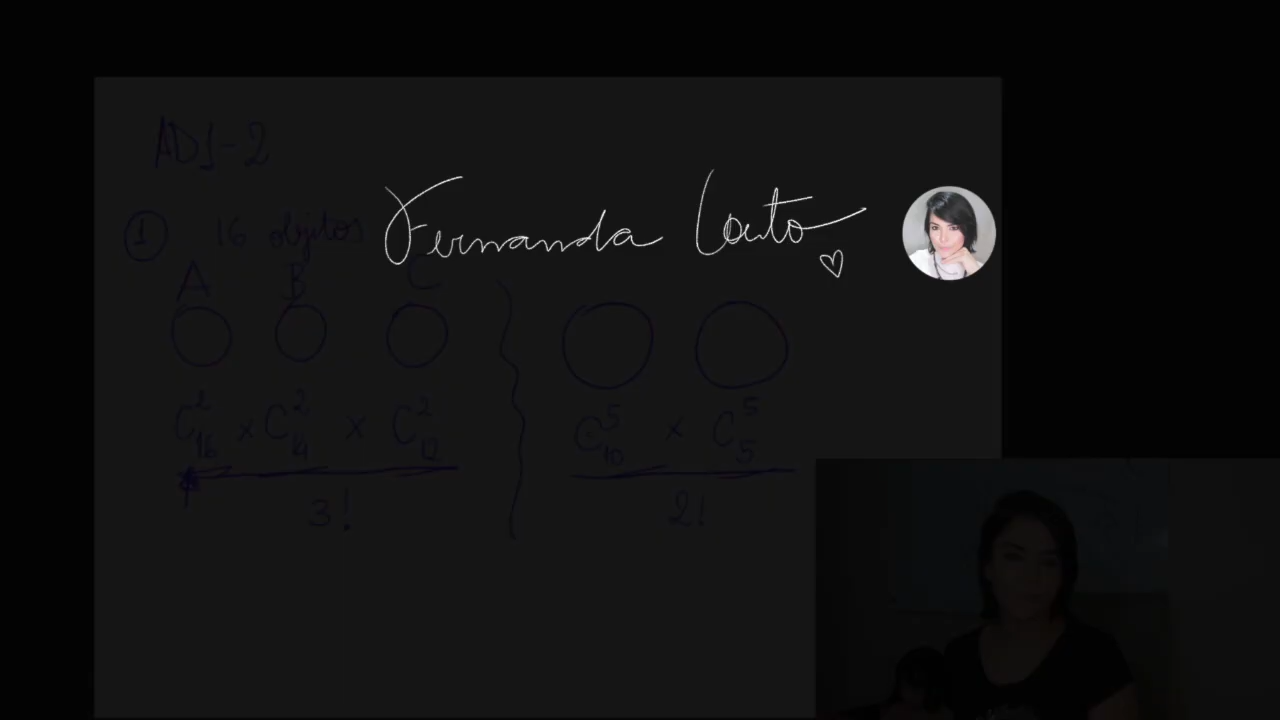 AD1-2
Fernanda Couto
① 16 objetos
A B C
C²₁₆ x C²₁₄ x C²₁₂ C⁵₁₀ x C⁵₅
3! 2!